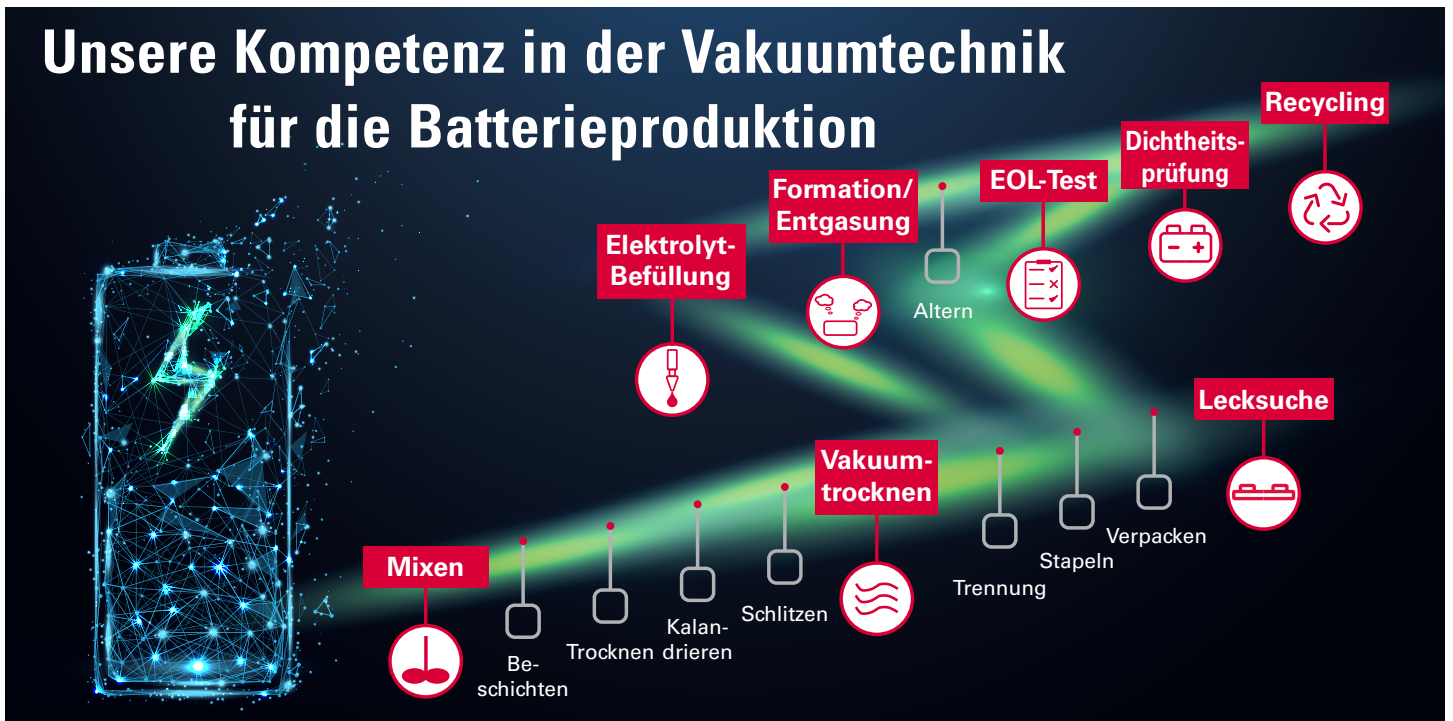 Unsere Kompetenz in der Vakuumtechnik
für die Batterieproduktion
Mixen
Be-
schichten
Trocknen
Kalan-
drieren
Schlitzen
Vakuum-
trocknen
Trennung
Stapeln
Verpacken
Lecksuche
Elektrolyt-
Befüllung
Formation/
Entgasung
Altern
EOL-Test
Dichtheits-
prüfung
Recycling